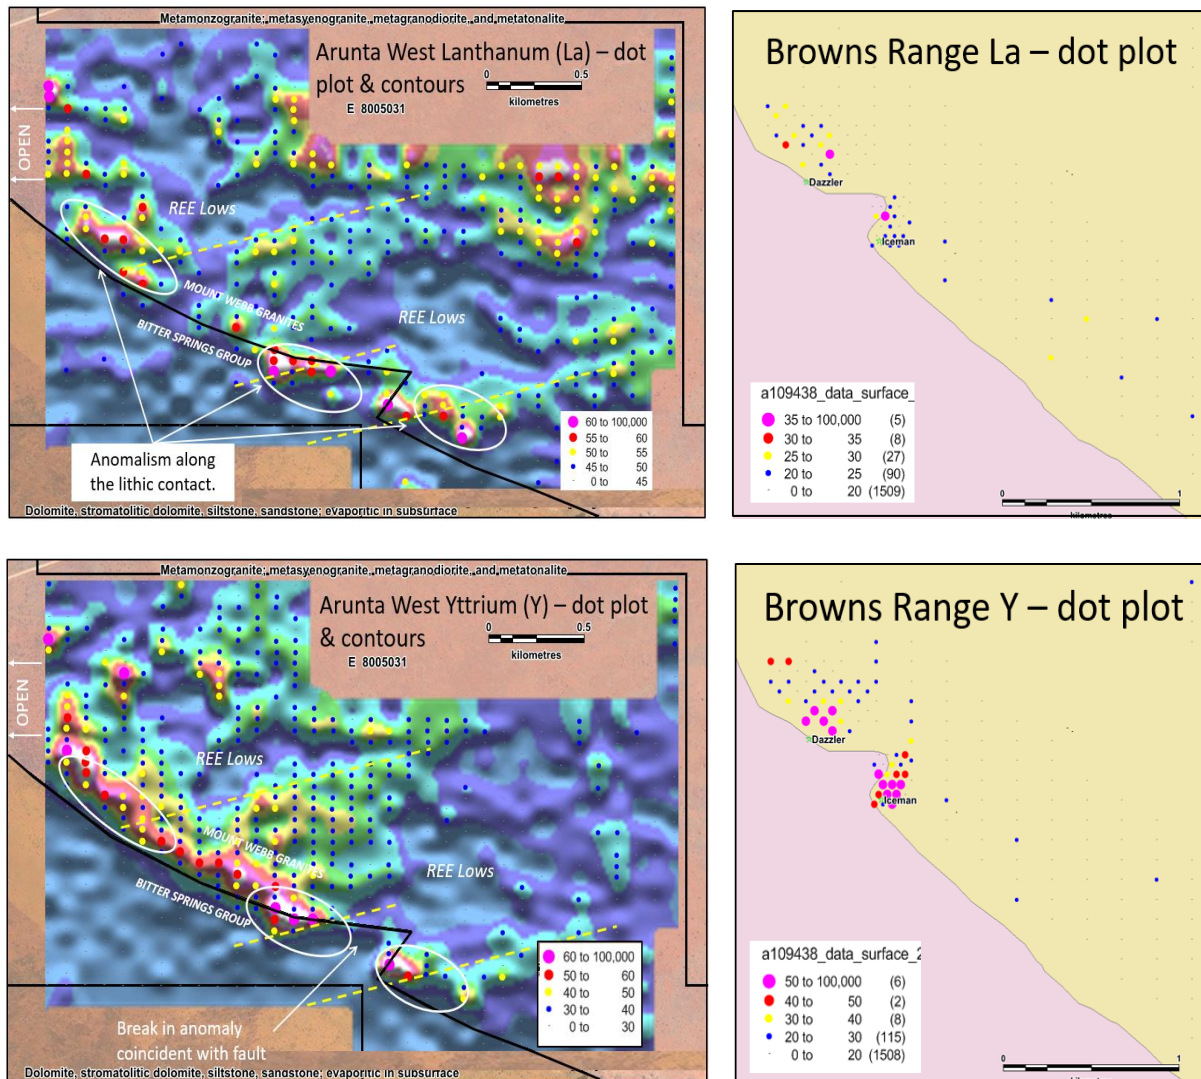 Metamonzogranite; metasyenogranite, metagranodiorite, and metatonalite
Arunta West Lanthanum (La) – dot
plot & contours
0 0.5
kilometres
E 8005031
OPEN
REE Lows
MOUNT WEBB GRANITES
BITTER SPRINGS GROUP
REE Lows
Anomalism along
the lithic contact.
60 to 100,000
55 to 60
50 to 55
45 to 50
0 to 45
Dolomite, stromatolitic dolomite, siltstone, sandstone; evaporitic in subsurface
Browns Range La – dot plot
Dazzler
Iceman
a109438_data_surface_
35 to 100,000 (5)
30 to 35 (8)
25 to 30 (27)
20 to 25 (90)
0 to 20 (1509)
0 1
kilometres
Metamonzogranite; metasyenogranite, metagranodiorite, and metatonalite
Arunta West Yttrium (Y) – dot plot
& contours
0 0.5
kilometres
E 8005031
OPEN
REE Lows
MOUNT WEBB GRANITES
BITTER SPRINGS GROUP
REE Lows
Break in anomaly
coincident with fault
60 to 100,000
50 to 60
40 to 50
30 to 40
0 to 30
Dolomite, stromatolitic dolomite, siltstone, sandstone; evaporitic in subsurface
Browns Range Y – dot plot
Dazzler
Iceman
a109438_data_surface_2
50 to 100,000 (6)
40 to 50 (2)
30 to 40 (8)
20 to 30 (115)
0 to 20 (1508)
0 1
kilometres